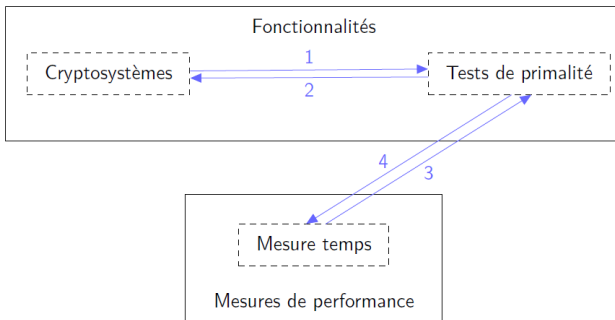 Fonctionnalités
Cryptosystèmes
1
2
Tests de primalité
4
3
Mesure temps
Mesures de performance